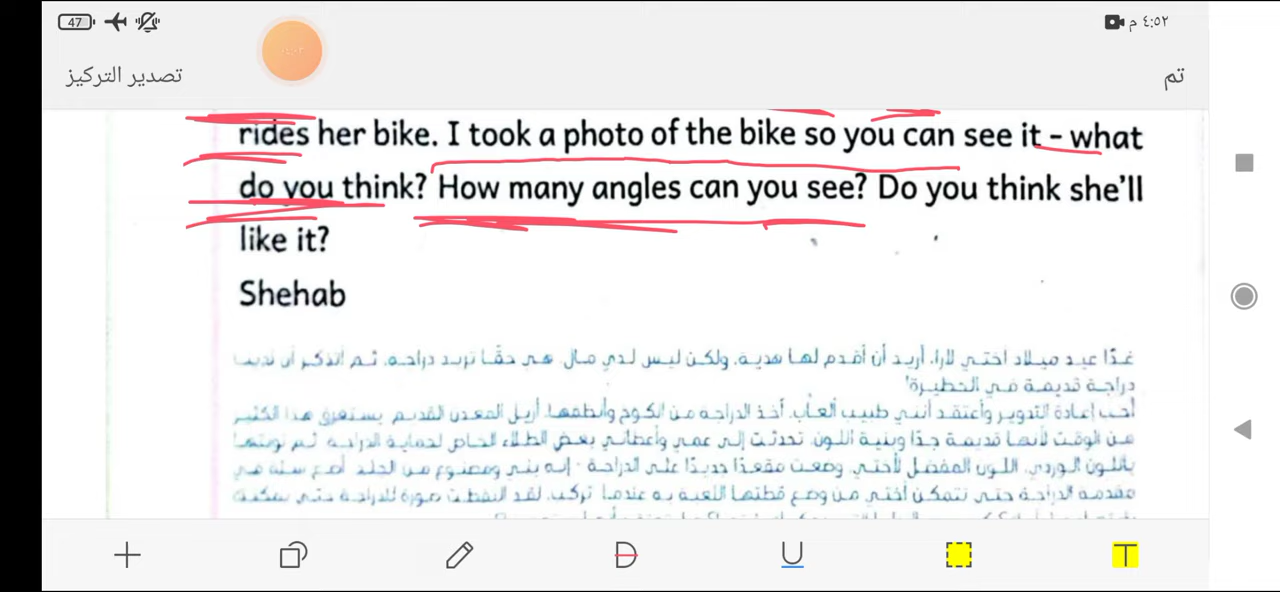 47
٤:٥٢ م
تصدير التركيز
تم
rides her bike. I took a photo of the bike so you can see it - what
do you think? How many angles can you see? Do you think she'll
like it?
Shehab
غدًا عيد ميلاد أختي لارا. أريد أن أقدم لها هدية. ولكن ليس لدي مال. هي حقًا تريد دراجة. ثم أتذكر أن لدينا
دراجة قديمة في الحظيرة!
أحب إعادة التدوير وأعتقد أنني طبيب ألعاب. أخذ الدراجة من الكوخ وأنظفها. أزيل المعدن القديم يستغرق هذا الكثير
من الوقت لأنها قديمة جدًا وبنية اللون. تحدثت إلى عمي وأعطاني بعض الطلاء الخاص لحماية الدراجة ثم لونتها
باللون الوردي. اللون المفضل لأختي. وضعت مقعدًا جديدًا على الدراجة - إنه بني ومصنوع من الجلد أضع سلة في
مقدمة الدراجة حتى تتمكن أختي من وضع قطتها اللعبة به عندما تركب. لقد التقطت صورة للدراجة حتى